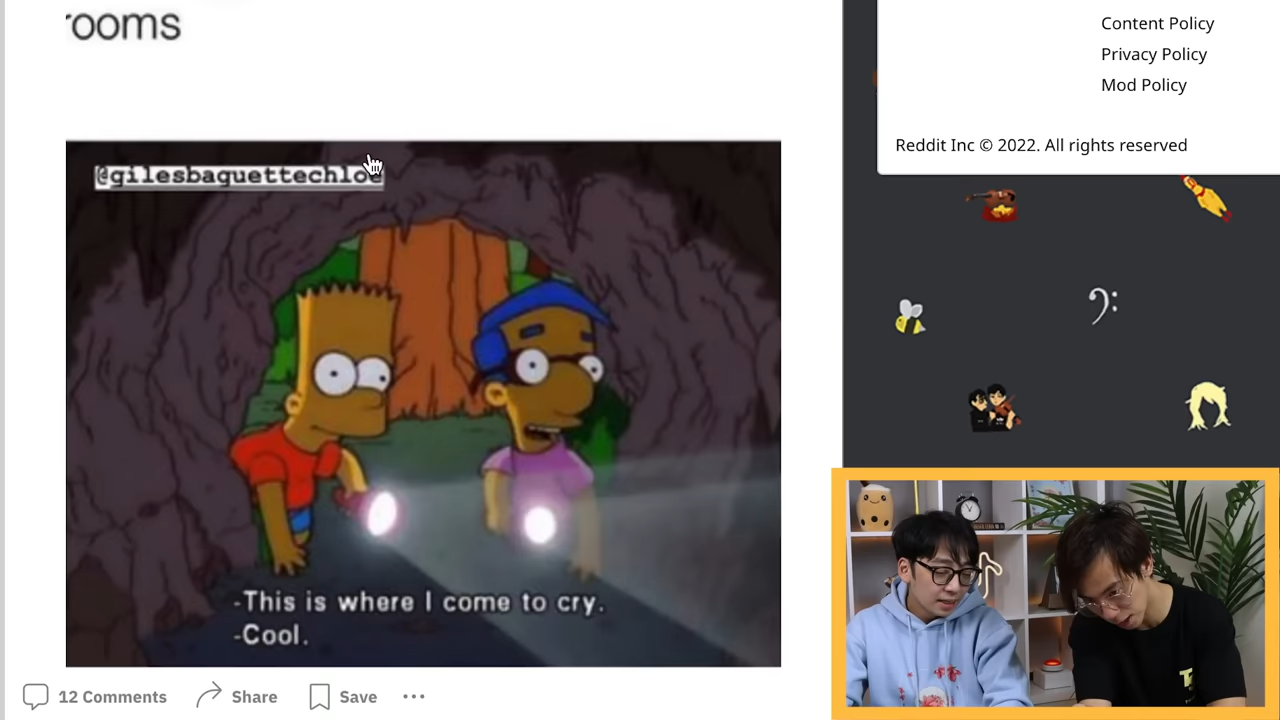 rooms
@gilesbaguettechloe
-This is where I come to cry.
-Cool.
12 Comments
Share
Save
Content Policy
Privacy Policy
Mod Policy
Reddit Inc © 2022. All rights reserved